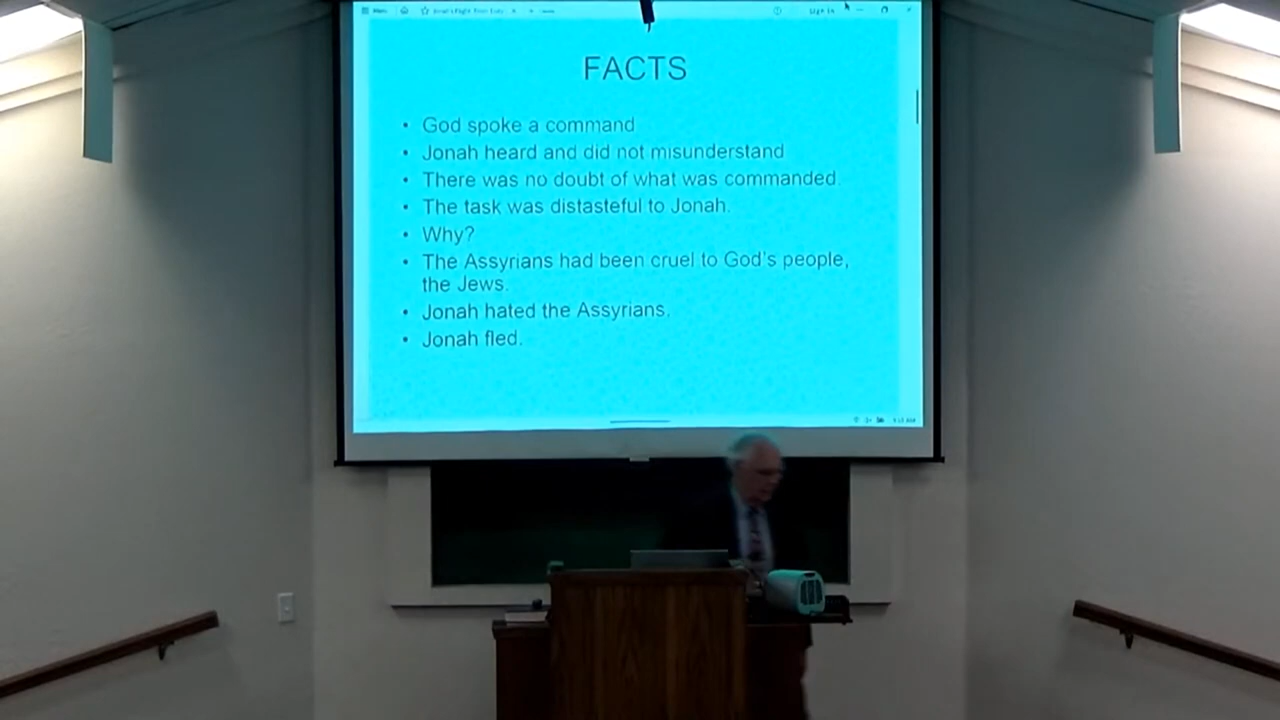 Menu
FACTS
• God spoke a command
• Jonah heard and did not misunderstand
• There was no doubt of what was commanded.
• The task was distasteful to Jonah.
• Why?
• The Assyrians had been cruel to God's people,
the Jews.
• Jonah hated the Assyrians.
• Jonah fled.